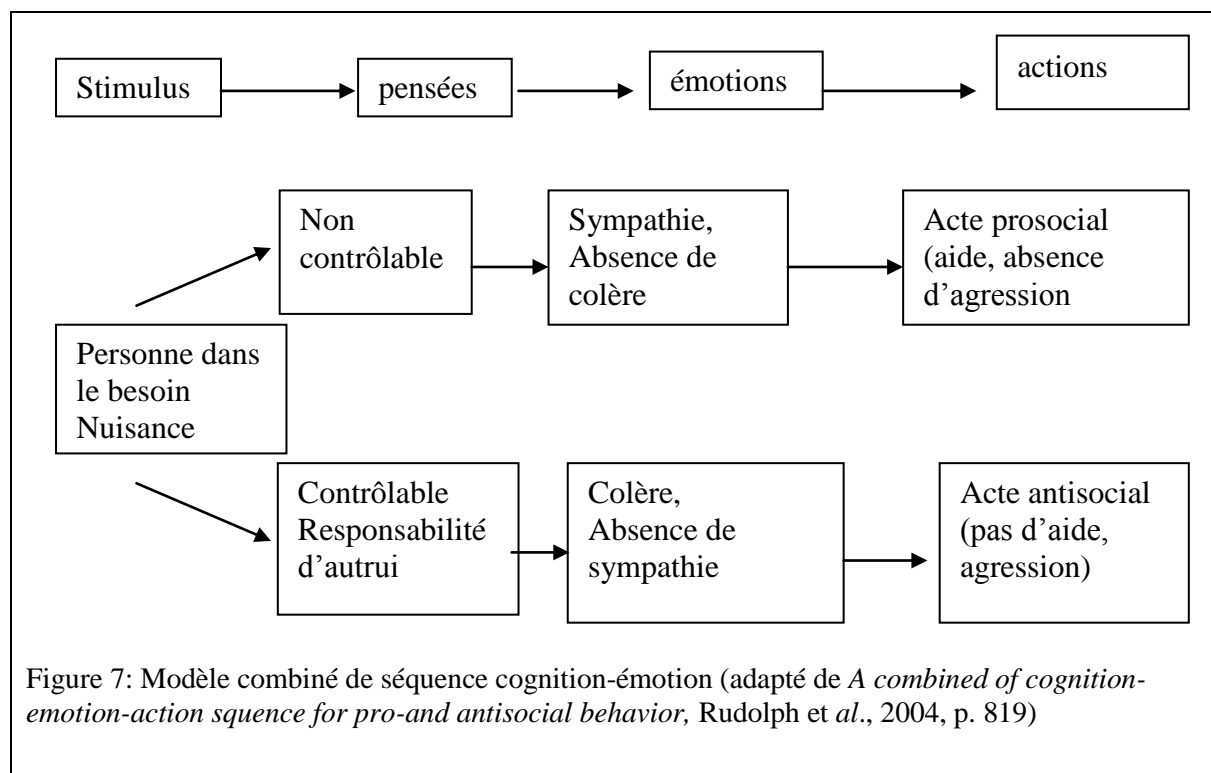 Stimulus
pensées
émotions
actions
Non
contrôlable
Sympathie,
Absence de
colère
Acte prosocial
(aide, absence
d’agression
Personne dans
le besoin
Nuisance
Contrôlable
Responsabilité
d’autrui
Colère,
Absence de
sympathie
Acte antisocial
(pas d’aide,
agression)
Figure 7: Modèle combiné de séquence cognition-émotion (adapté de A combined of cognition-
emotion-action squence for pro-and antisocial behavior, Rudolph et al., 2004, p. 819)